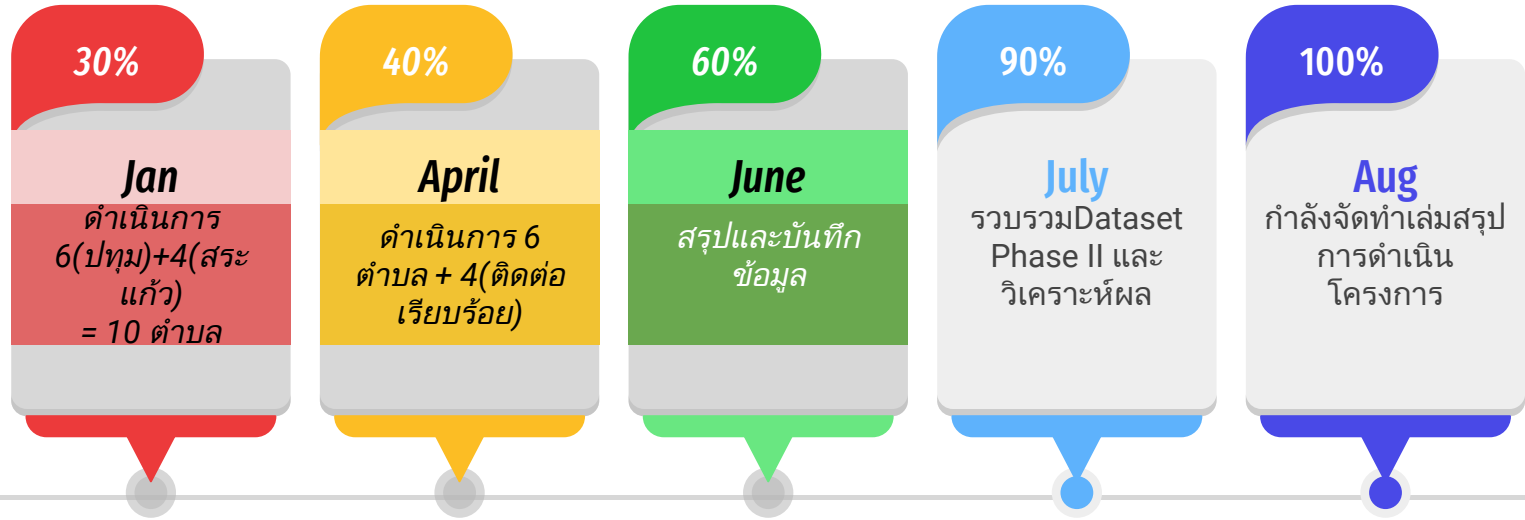 30%
Jan
ดำเนินการ
6(ปทุม)+4(สระ
แก้ว)
= 10 ตำบล
40%
April
ดำเนินการ 6
ตำบล + 4(ติดต่อ
เรียบร้อย)
60%
June
สรุปและบันทึก
ข้อมูล
90%
July
รวบรวมDataset
Phase II และ
วิเคราะห์ผล
100%
Aug
กำลังจัดทำเล่มสรุป
การดำเนิน
โครงการ